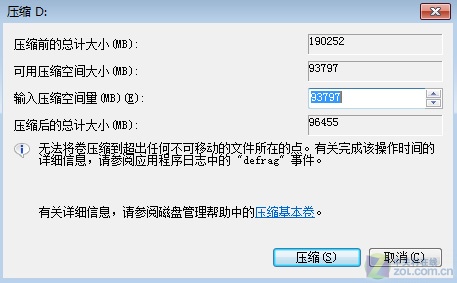 压缩 D:
压缩前的总计大小(MB): 190252
可用压缩空间大小(MB): 93797
输入压缩空间量(MB)(E): 93797
压缩后的总计大小(MB): 96455
无法将卷压缩到超出任何不可移动的文件所在的点。有关完成该操作时间的
详细信息，请参阅应用程序日志中的 "defrag" 事件。
有关详细信息，请参阅磁盘管理帮助中的压缩基本卷。
压缩(S) 取消(C)
中关村在线
zol.com.cn